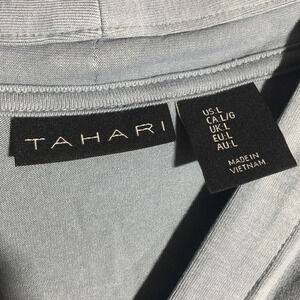 TAHARI
US:L
CA:L/G
UK:L
EU:L
AU:L
MADE IN
VIETNAM